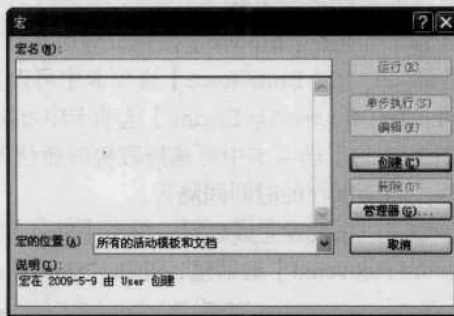 宏
宏名(M):
运行(R)
单步执行(S)
编辑(E)
创建(C)
删除(D)
管理器(G)...
宏的位置(A) 所有的活动模板和文档
取消
说明(I):
宏在 2009-5-9 由 User 创建